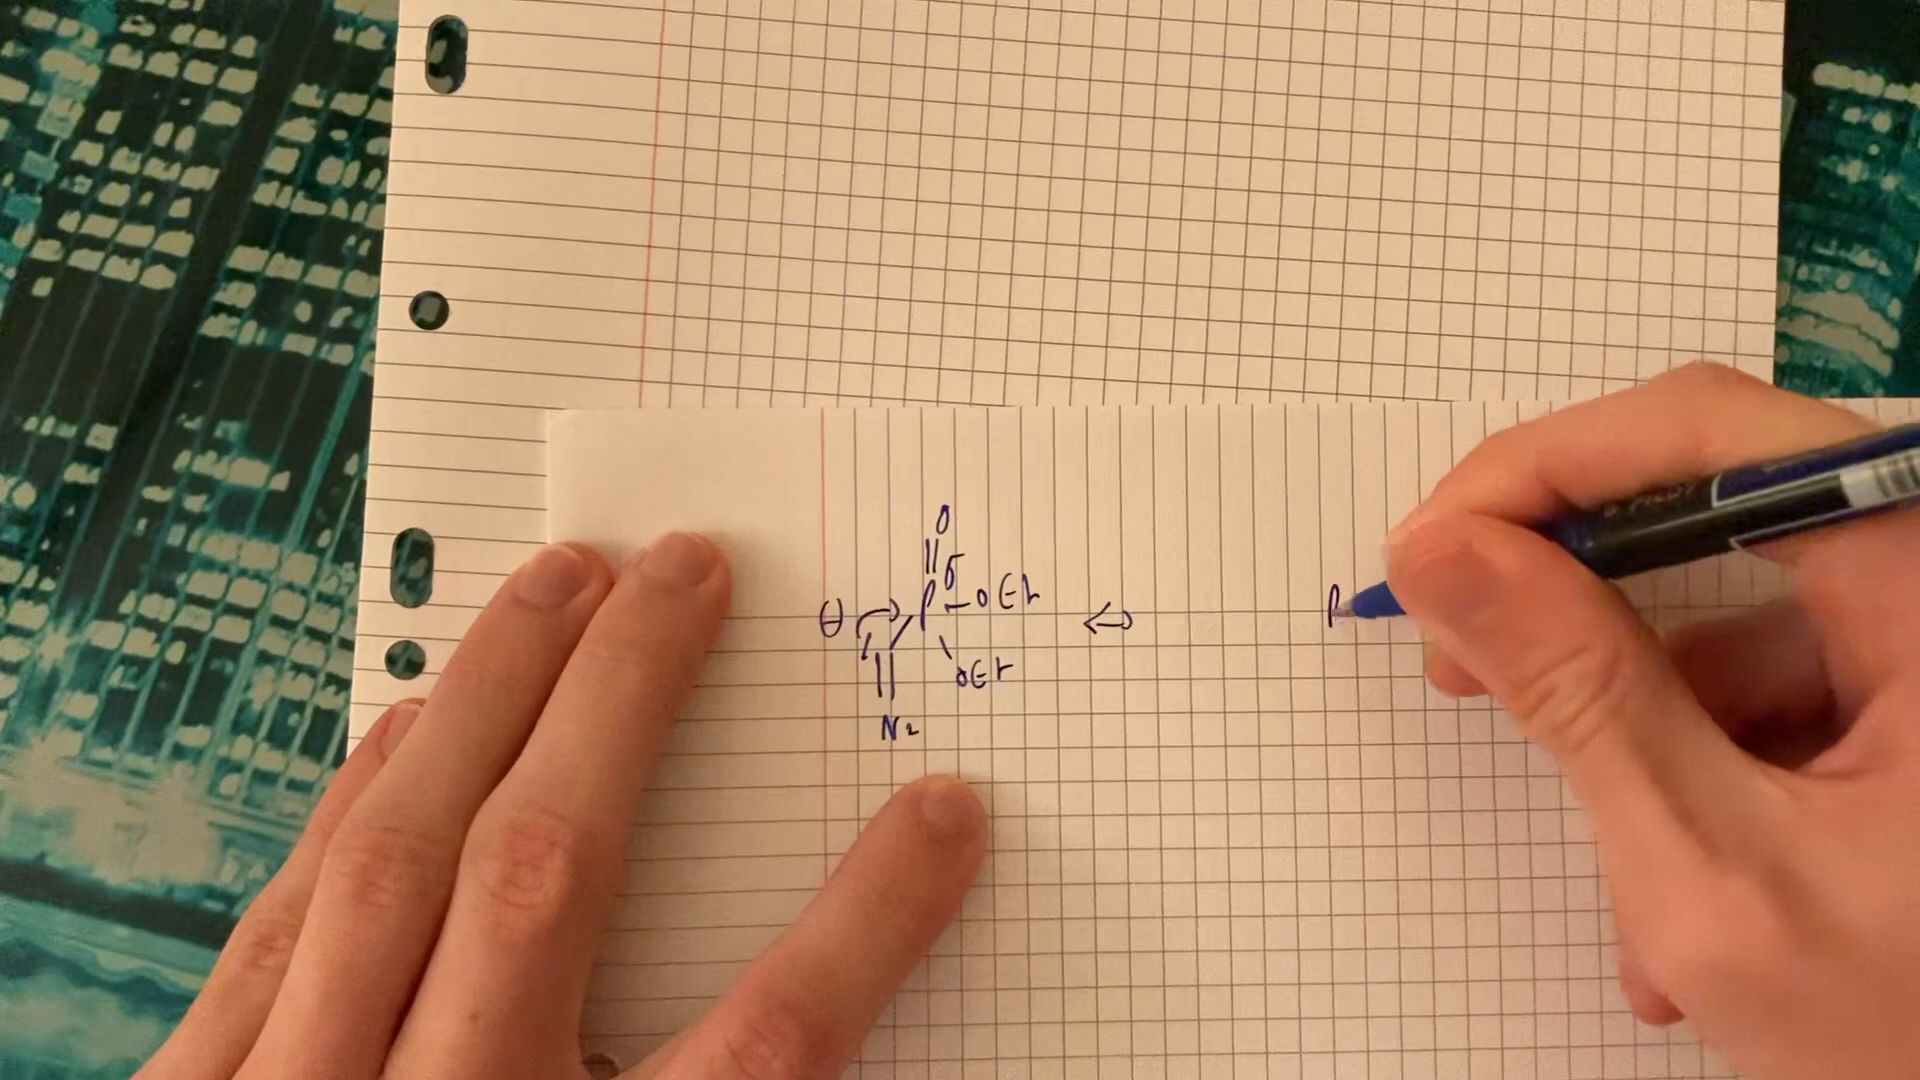 O
||
P - OEt
⊖
↔
P
OEt
||
N2